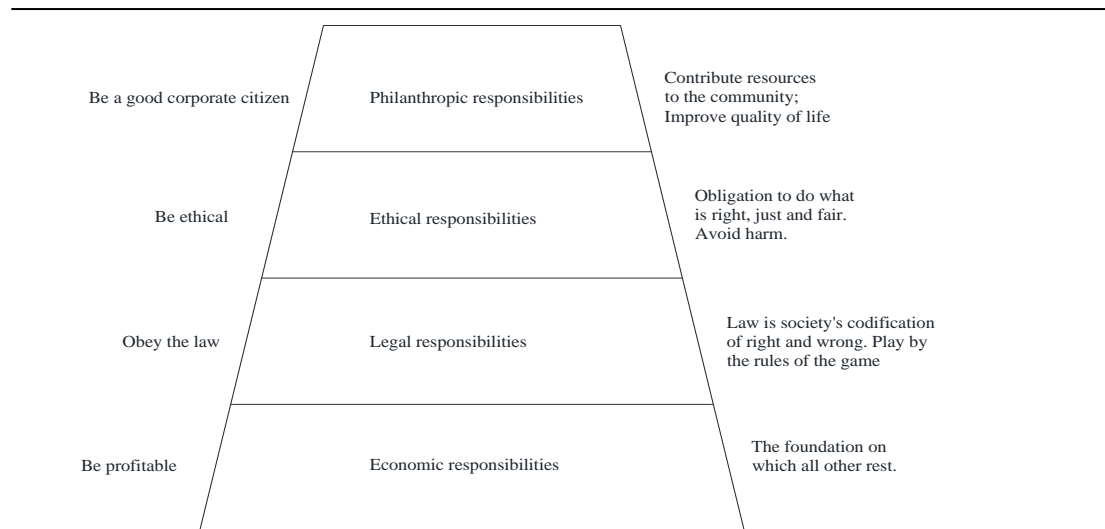 Be a good corporate citizen
Philanthropic responsibilities
Contribute resources
to the community;
Improve quality of life
Be ethical
Ethical responsibilities
Obligation to do what
is right, just and fair.
Avoid harm.
Obey the law
Legal responsibilities
Law is society's codification
of right and wrong. Play by
the rules of the game
Be profitable
Economic responsibilities
The foundation on
which all other rest.